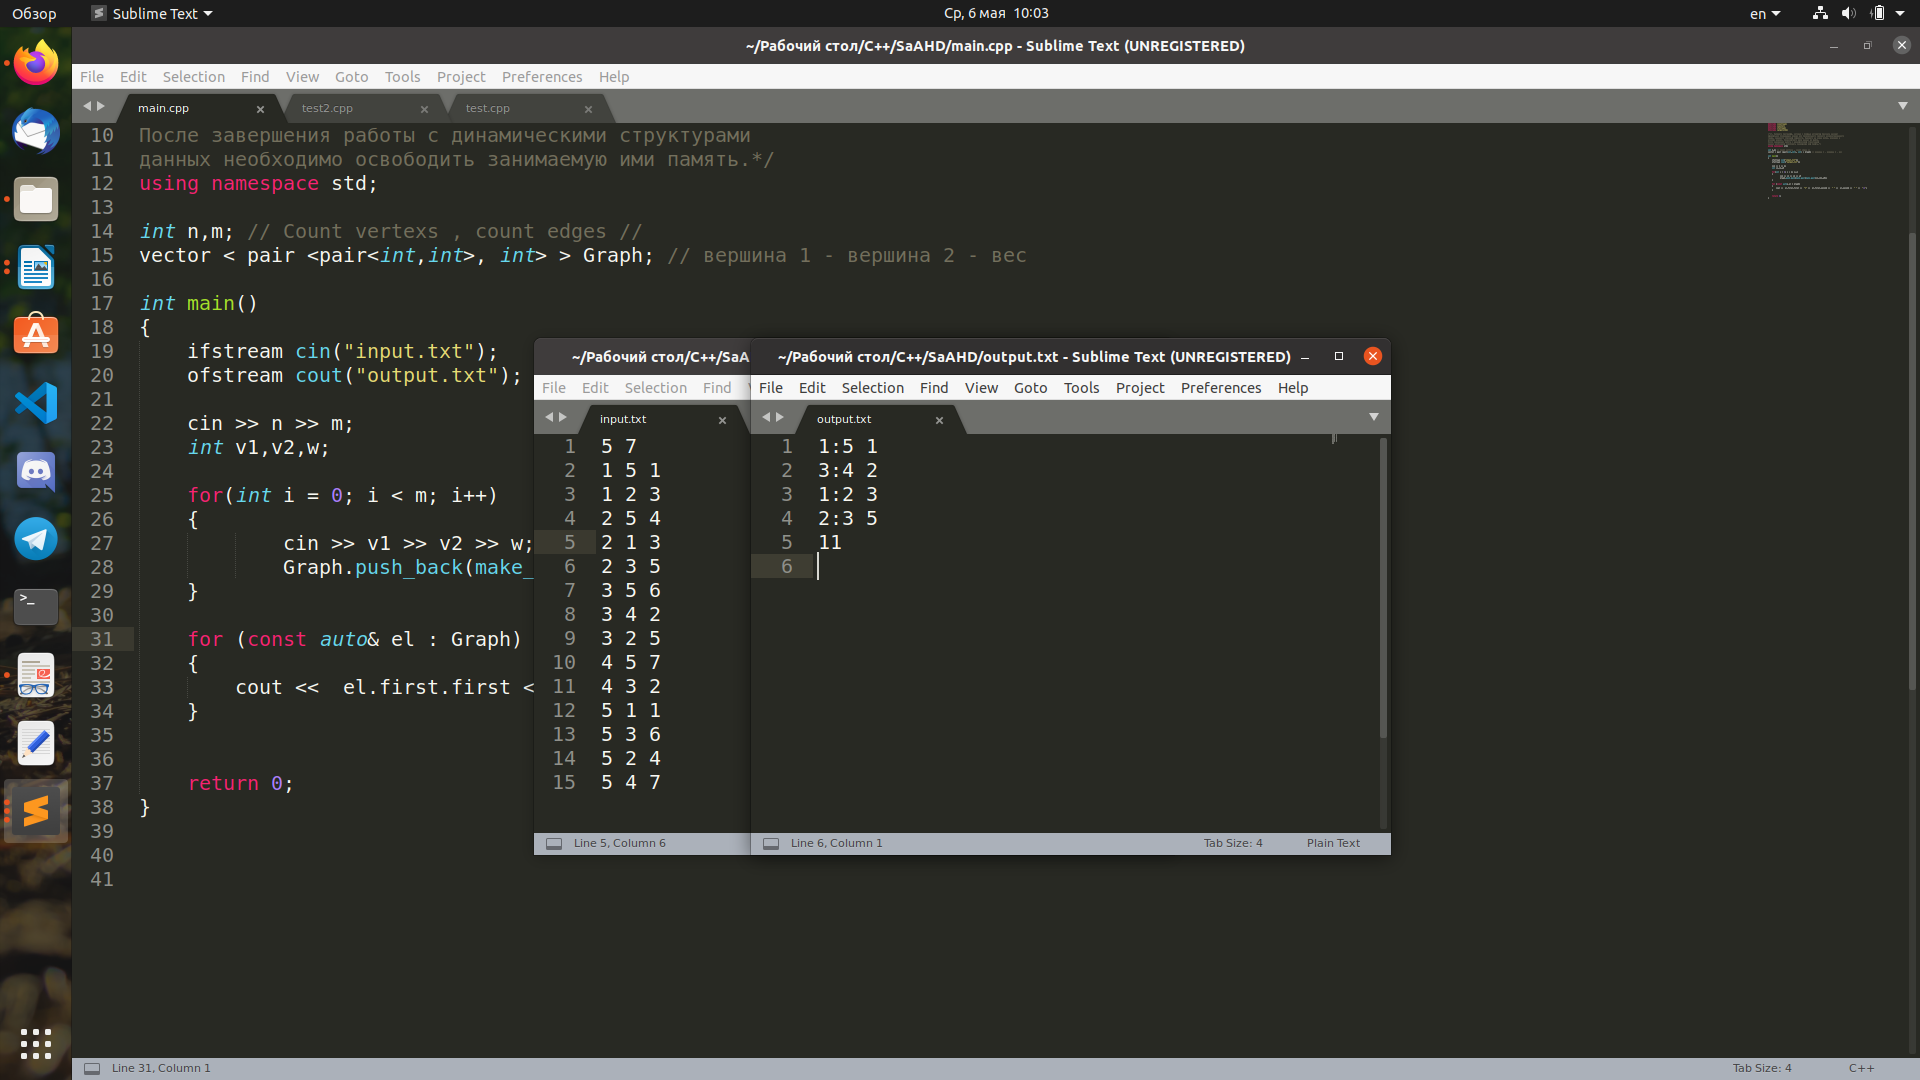 Обзор
Sublime Text
Ср, 6 мая 10:03
en
~/Рабочий стол/C++/SaAHD/main.cpp - Sublime Text (UNREGISTERED)
File Edit Selection Find View Goto Tools Project Preferences Help
main.cpp
test2.cpp
test.cpp
10 После завершения работы с динамическими структурами
11 данных необходимо освободить занимаемую ими память.*/
12 using namespace std;
13
14 int n,m; // Count vertexs , count edges //
15 vector < pair <pair<int,int>, int> > Graph; // вершина 1 - вершина 2 - вес
16
17 int main()
18 {
19 ifstream cin("input.txt");
20 ofstream cout("output.txt");
21
22 cin >> n >> m;
23 int v1,v2,w;
24
25 for(int i = 0; i < m; i++)
26 {
27 cin >> v1 >> v2 >> w;
28 Graph.push_back(make_
29 }
30
31 for (const auto& el : Graph)
32 {
33 cout << el.first.first <
34 }
35
36
37 return 0;
38 }
39
40
41
~/Рабочий стол/C++/SaA
File Edit Selection Find
input.txt
1 5 7
2 1 5 1
3 1 2 3
4 2 5 4
5 2 1 3
6 2 3 5
7 3 5 6
8 3 4 2
9 3 2 5
10 4 5 7
11 4 3 2
12 5 1 1
13 5 3 6
14 5 2 4
15 5 4 7
Line 5, Column 6
~/Рабочий стол/C++/SaAHD/output.txt - Sublime Text (UNREGISTERED)
File Edit Selection Find View Goto Tools Project Preferences Help
output.txt
1 1:5 1
2 3:4 2
3 1:2 3
4 2:3 5
5 11
6
Line 6, Column 1
Tab Size: 4
Plain Text
Line 31, Column 1
Tab Size: 4
C++